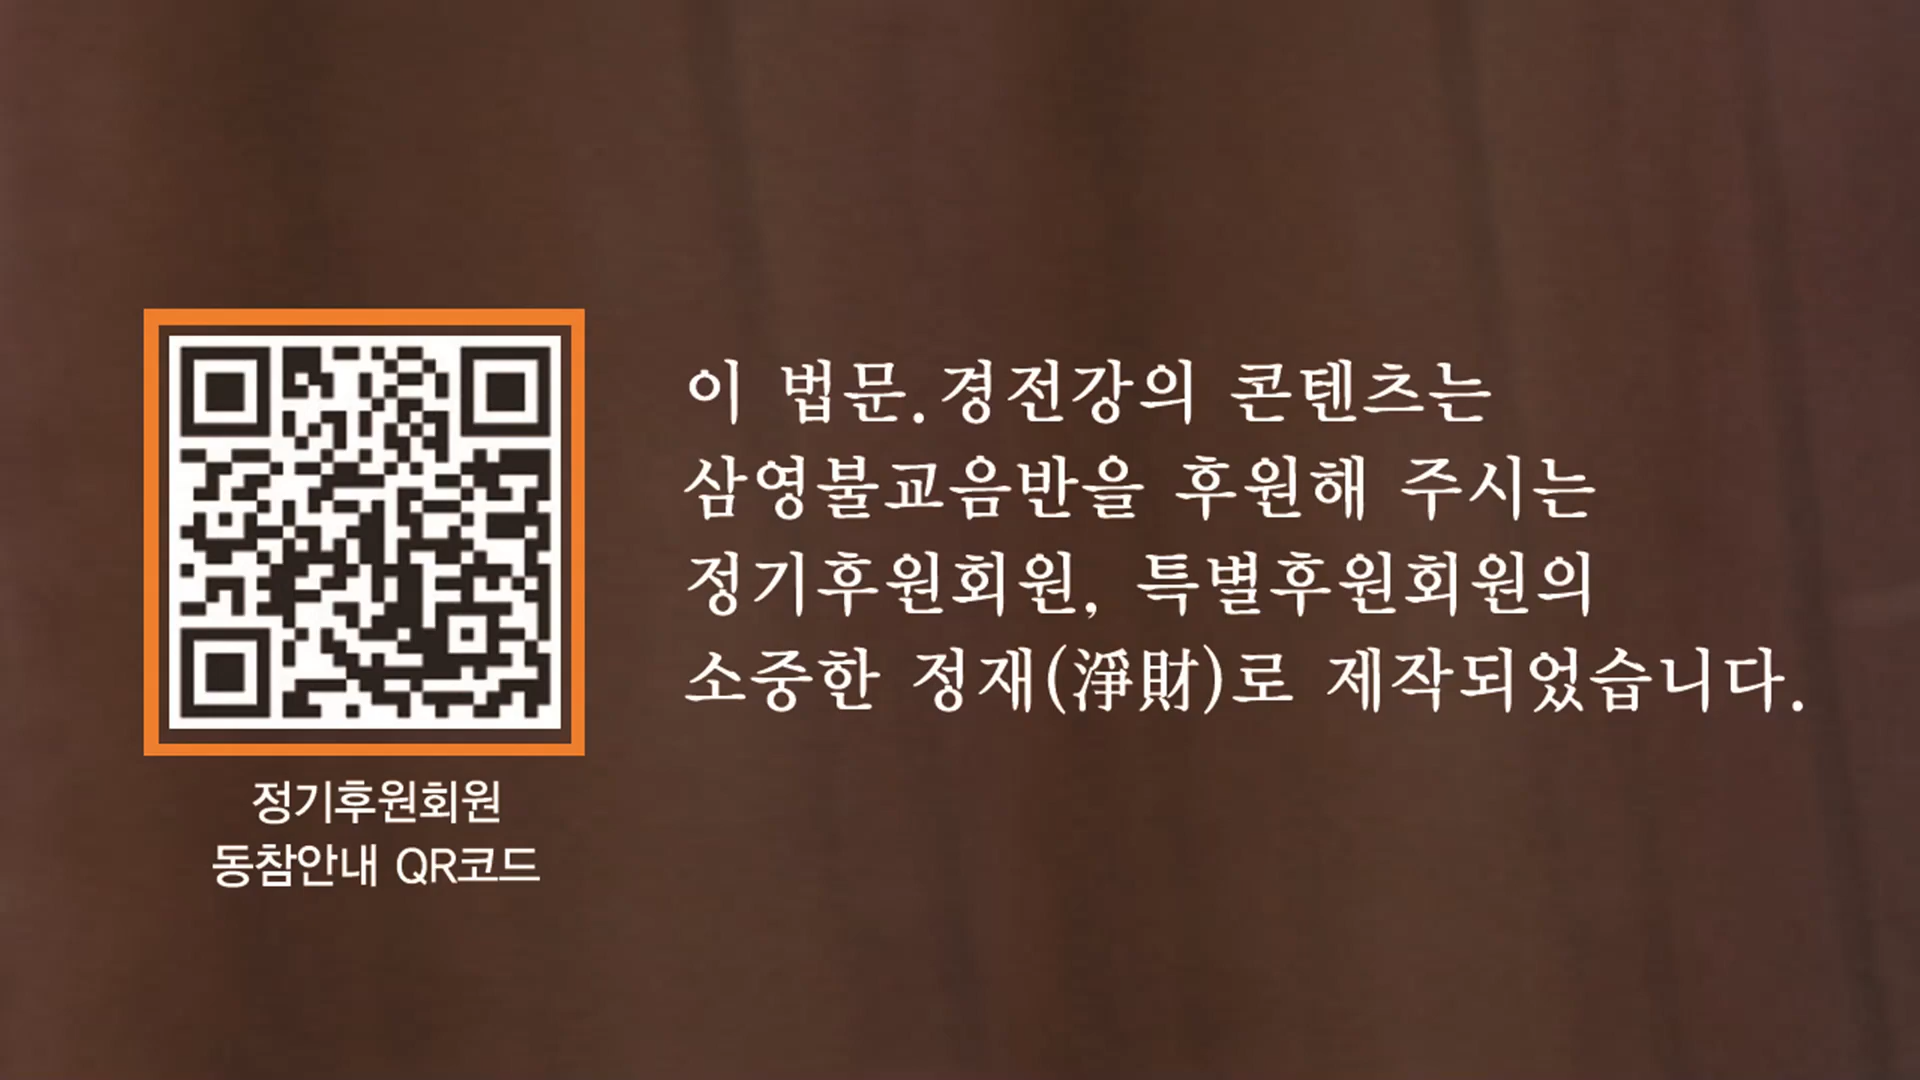 이 법문.경전강의 콘텐츠는
삼영불교음반을 후원해 주시는
정기후원회원, 특별후원회원의
소중한 정재(淨財)로 제작되었습니다.
정기후원회원
동참안내 QR코드